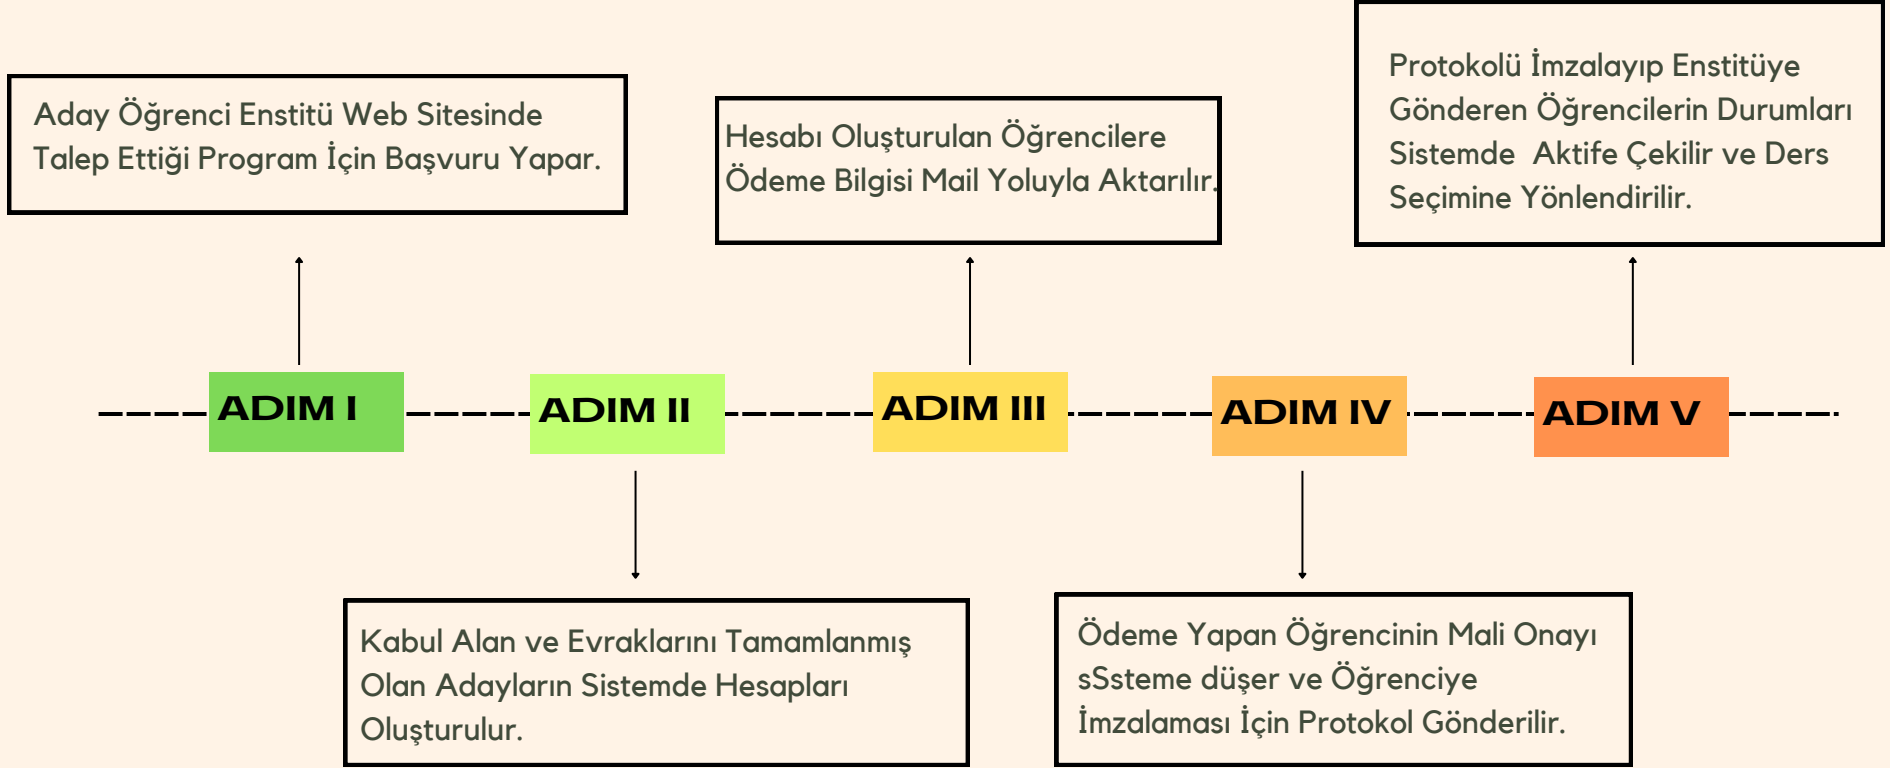 Aday Öğrenci Enstitü Web Sitesinde
Talep Ettiği Program İçin Başvuru Yapar.
Hesabı Oluşturulan Öğrencilere
Ödeme Bilgisi Mail Yoluyla Aktarılır.
Protokolü İmzalayıp Enstitüye
Gönderen Öğrencilerin Durumları
Sistemde  Aktife Çekilir ve Ders
Seçimine Yönlendirilir.
ADIM I
ADIM II
ADIM III
ADIM IV
ADIM V
Kabul Alan ve Evraklarını Tamamlanmış
Olan Adayların Sistemde Hesapları
Oluşturulur.
Ödeme Yapan Öğrencinin Mali Onayı
sSsteme düşer ve Öğrenciye
İmzalaması İçin Protokol Gönderilir.